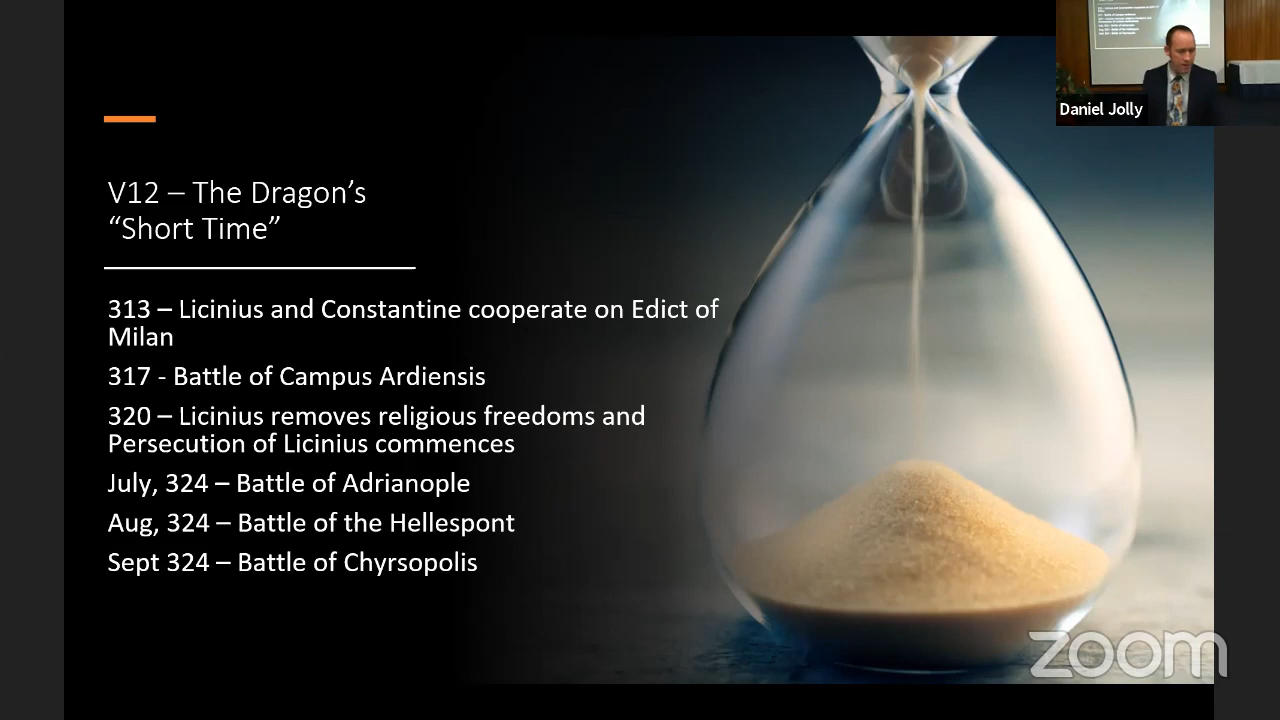 Daniel Jolly
V12 – The Dragon’s
“Short Time”
313 – Licinius and Constantine cooperate on Edict of
Milan
317 - Battle of Campus Ardiensis
320 – Licinius removes religious freedoms and
Persecution of Licinius commences
July, 324 – Battle of Adrianople
Aug, 324 – Battle of the Hellespont
Sept 324 – Battle of Chyrsopolis
zoom